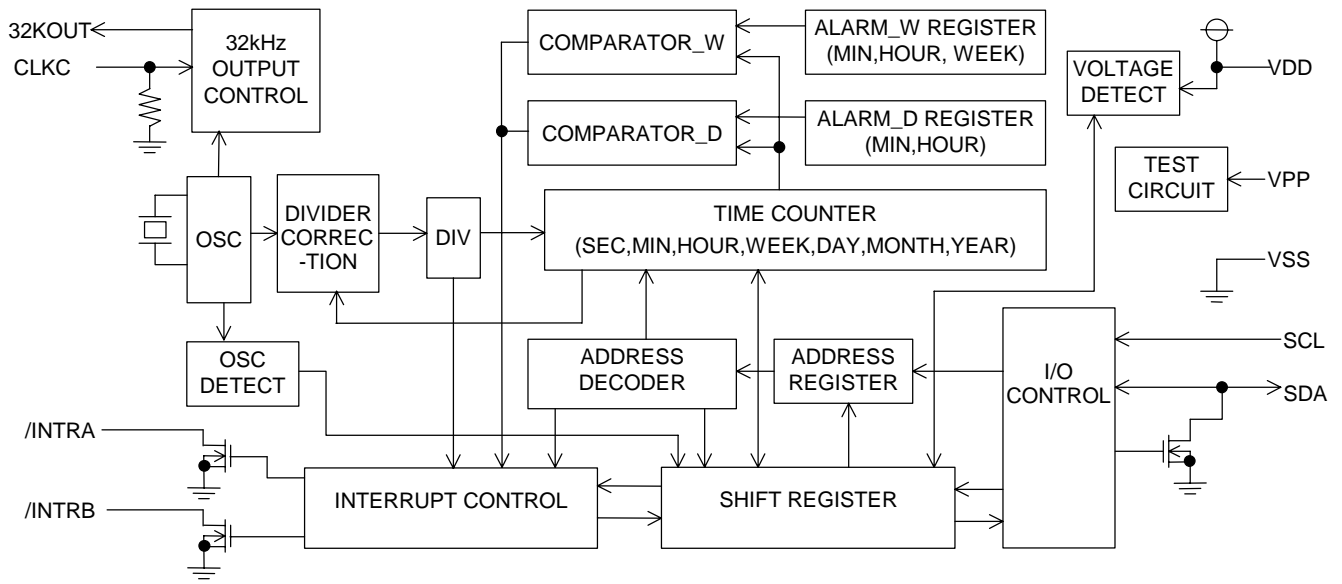 32KOUT
CLKC
32kHz
OUTPUT
CONTROL
COMPARATOR_W
ALARM_W REGISTER
(MIN,HOUR, WEEK)
VOLTAGE
DETECT
VDD
COMPARATOR_D
ALARM_D REGISTER
(MIN,HOUR)
TEST
CIRCUIT
VPP
OSC
DIVIDER
CORREC
-TION
DIV
TIME COUNTER
(SEC,MIN,HOUR,WEEK,DAY,MONTH,YEAR)
VSS
OSC
DETECT
ADDRESS
DECODER
ADDRESS
REGISTER
I/O
CONTROL
SCL
SDA
/INTRA
/INTRB
INTERRUPT CONTROL
SHIFT REGISTER